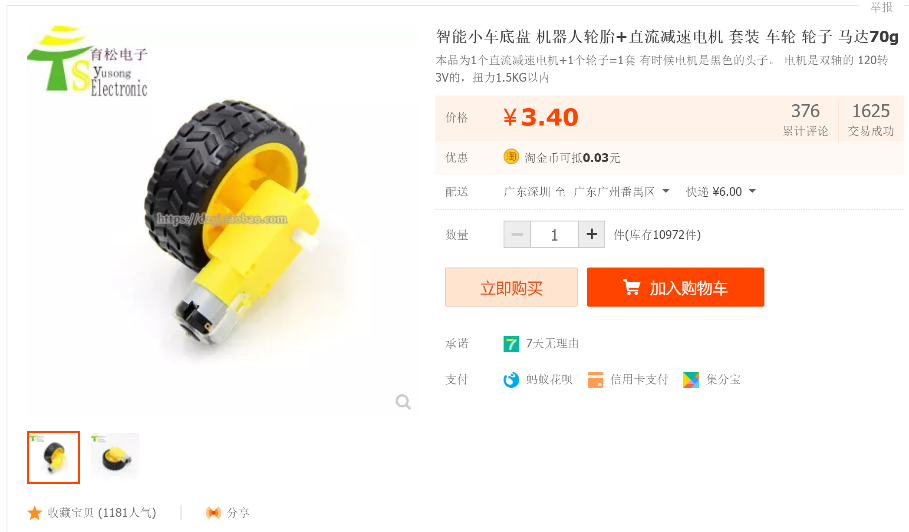 举报
育松电子
Yusong
Electronic
TS
https://dzytaobao.com
智能小车底盘 机器人轮胎+直流减速电机 套装 车轮 轮子 马达70g
本品为1个直流减速电机+1个轮子=1套 有时候电机是黑色的头子。 电机是双轴的 120转
3V的，扭力1.5KG以内
价格 ¥3.40 376 1625
累计评论 交易成功
优惠 淘 淘金币可抵0.03元
配送 广东深圳 至 广东广州番禺区 快递 ¥6.00
数量 1 件(库存10972件)
立即购买 加入购物车
承诺 7 7天无理由
支付 蚂蚁花呗 信用卡支付 集分宝
收藏宝贝 (1181人气) 分享